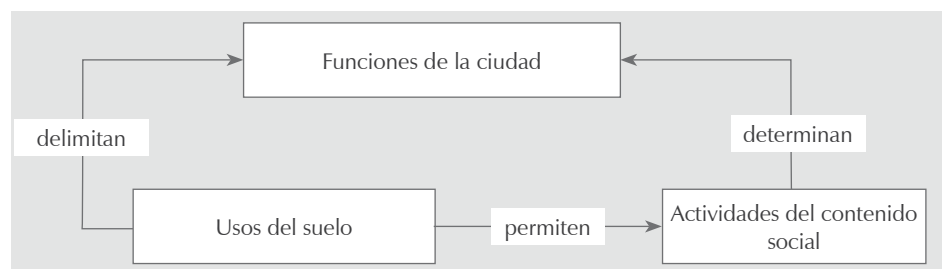 Funciones de la ciudad
delimitan
determinan
Usos del suelo
permiten
Actividades del contenido
social